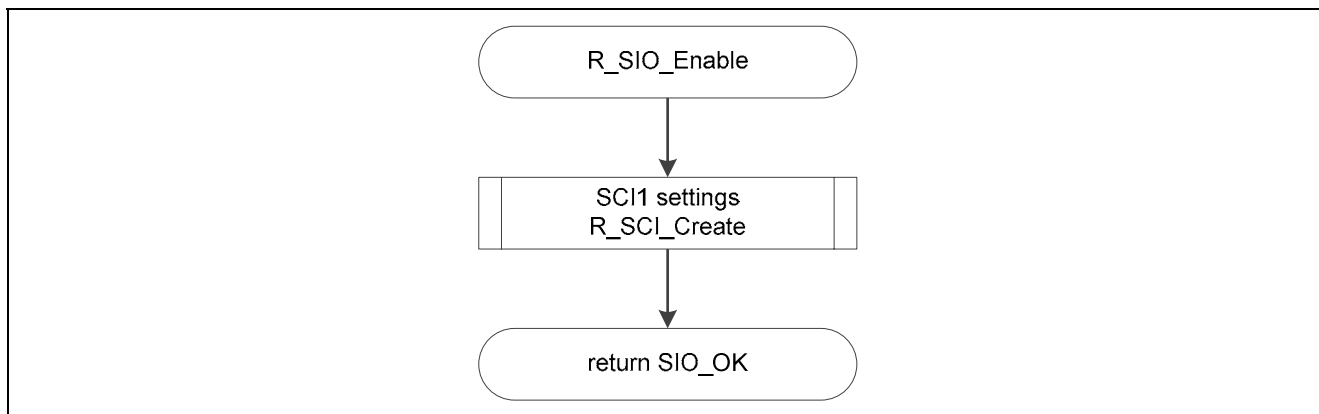 R_SIO_Enable
SCI1 settings
R_SCI_Create
return SIO_OK